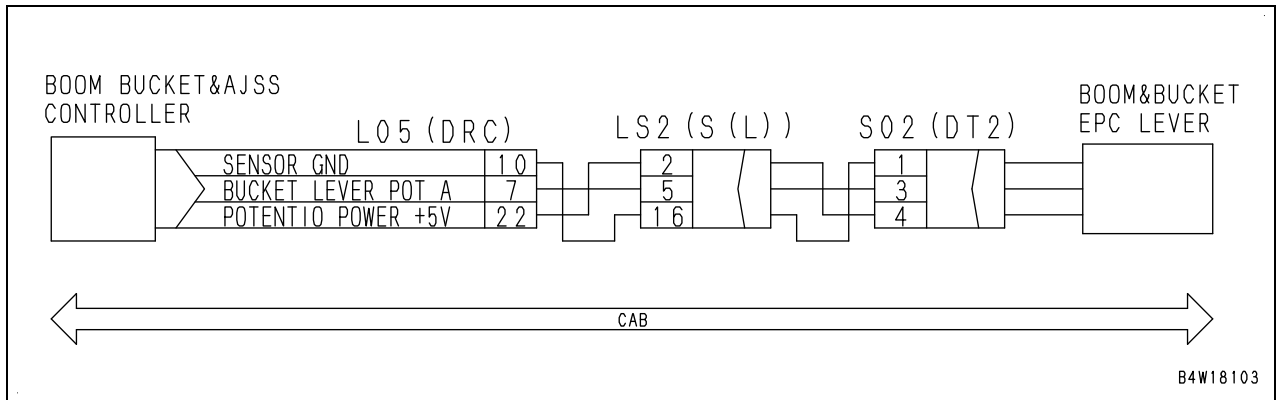 BOOM BUCKET&AJSS
CONTROLLER
L05(DRC)
SENSOR GND 10
BUCKET LEVER POT A 7
POTENTIO POWER +5V 22
LS2(S(L))
2
5
16
S02(DT2)
1
3
4
BOOM&BUCKET
EPC LEVER
CAB
B4W18103